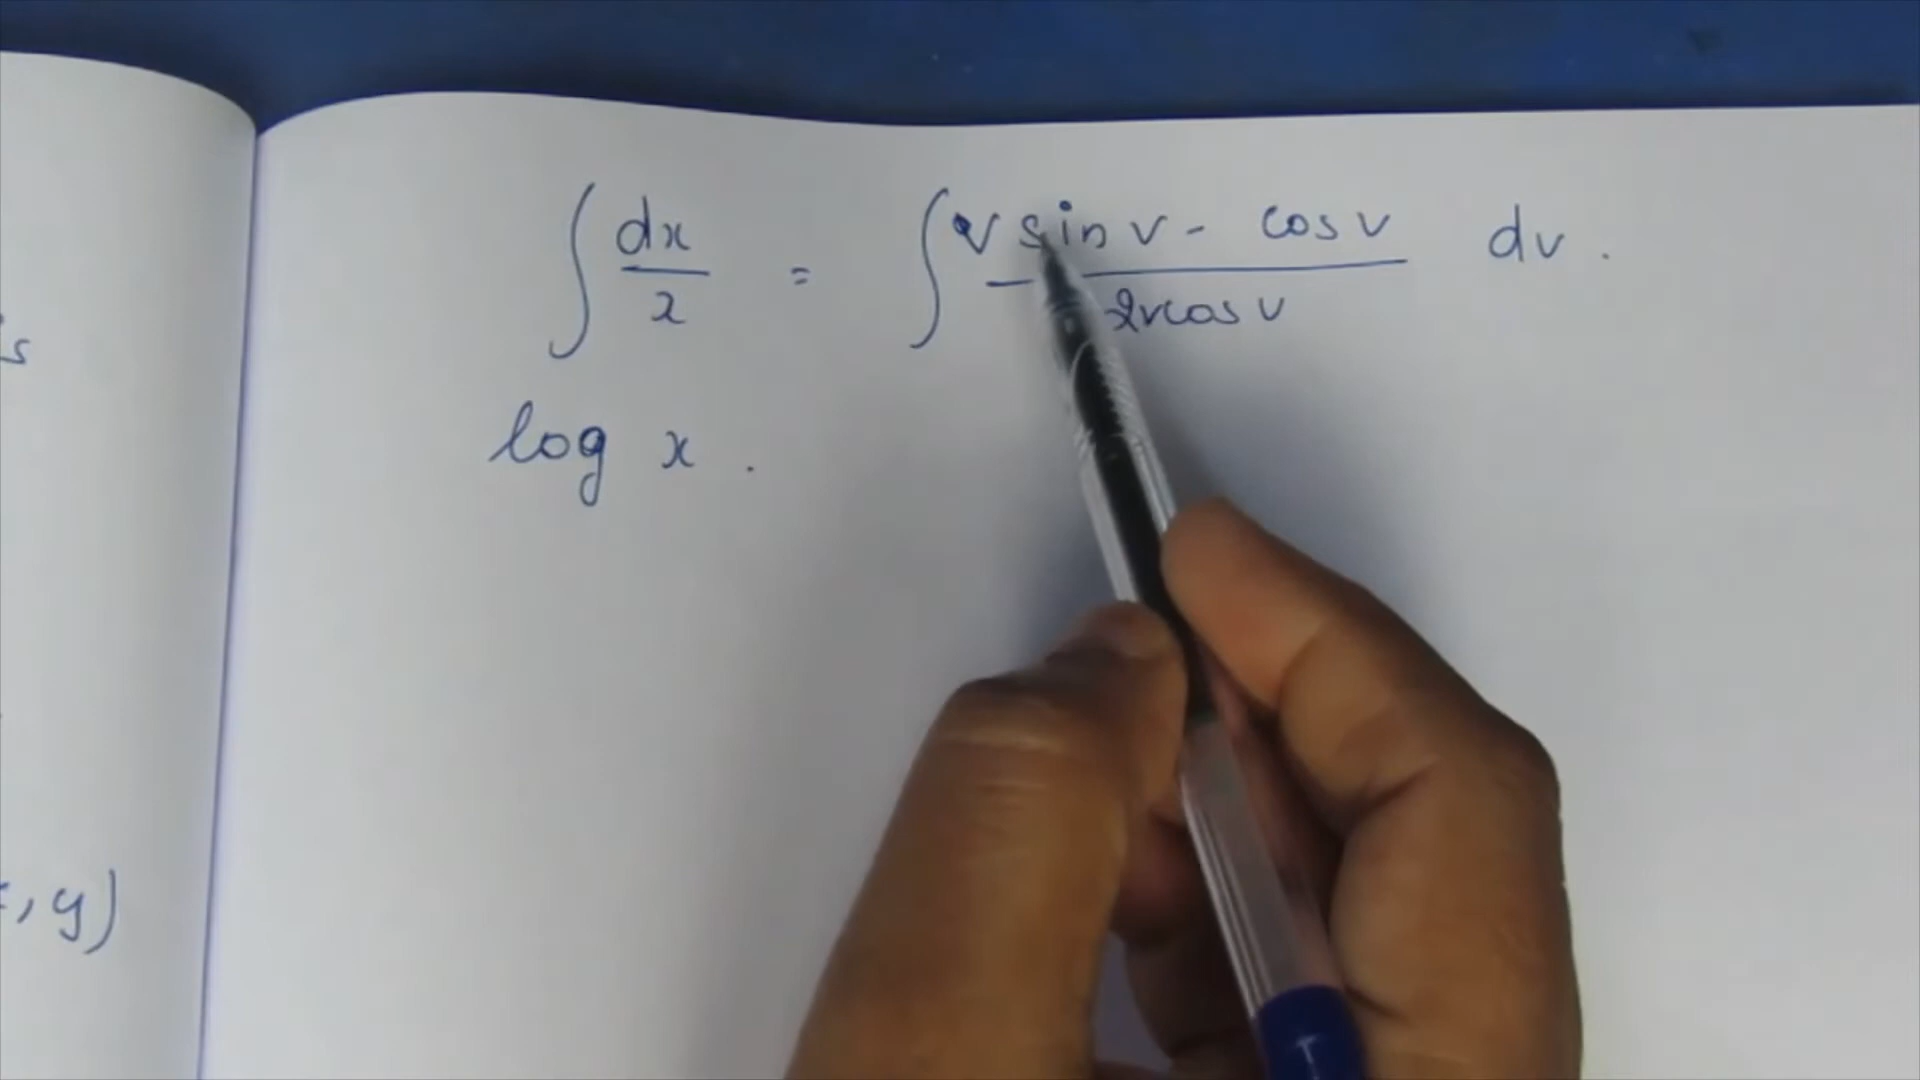 ∫ dx/x = ∫ v sin v - cos v / 2v cos v dv .
log x .
s
, y)